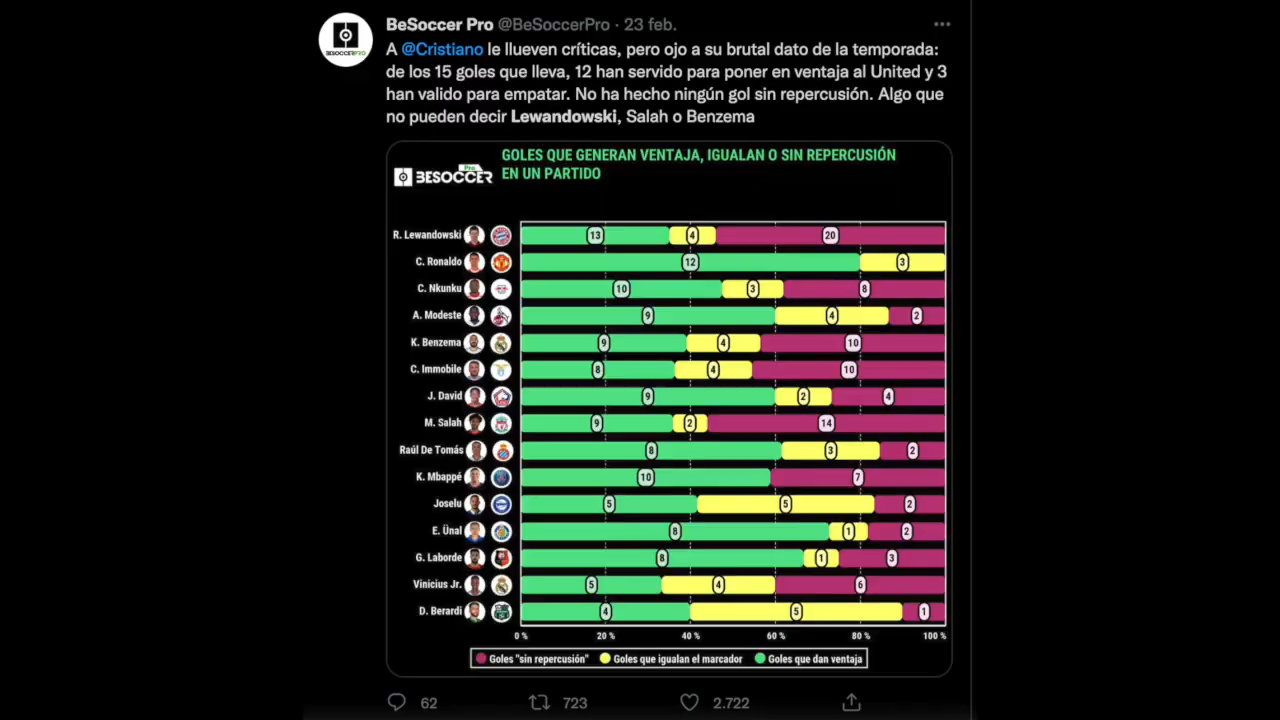 BeSoccer Pro @BeSoccerPro · 23 feb.
A @Cristiano le llueven críticas, pero ojo a su brutal dato de la temporada:
de los 15 goles que lleva, 12 han servido para poner en ventaja al United y 3
han valido para empatar. No ha hecho ningún gol sin repercusión. Algo que
no pueden decir Lewandowski, Salah o Benzema
BESOCCER Pro
GOLES QUE GENERAN VENTAJA, IGUALAN O SIN REPERCUSIÓN
EN UN PARTIDO
R. Lewandowski 13 4 20
C. Ronaldo 12 3
C. Nkunku 10 3 8
A. Modeste 9 4 2
K. Benzema 9 4 10
C. Immobile 8 4 10
J. David 9 2 4
M. Salah 9 2 14
Raúl De Tomás 8 3 2
K. Mbappé 10 7
Joselu 5 5 2
E. Ünal 8 1 2
G. Laborde 8 1 3
Vinicius Jr. 5 4 6
D. Berardi 4 5 1
0 % 20 % 40 % 60 % 80 % 100 %
Goles "sin repercusión" Goles que igualan el marcador Goles que dan ventaja
62 723 2.722